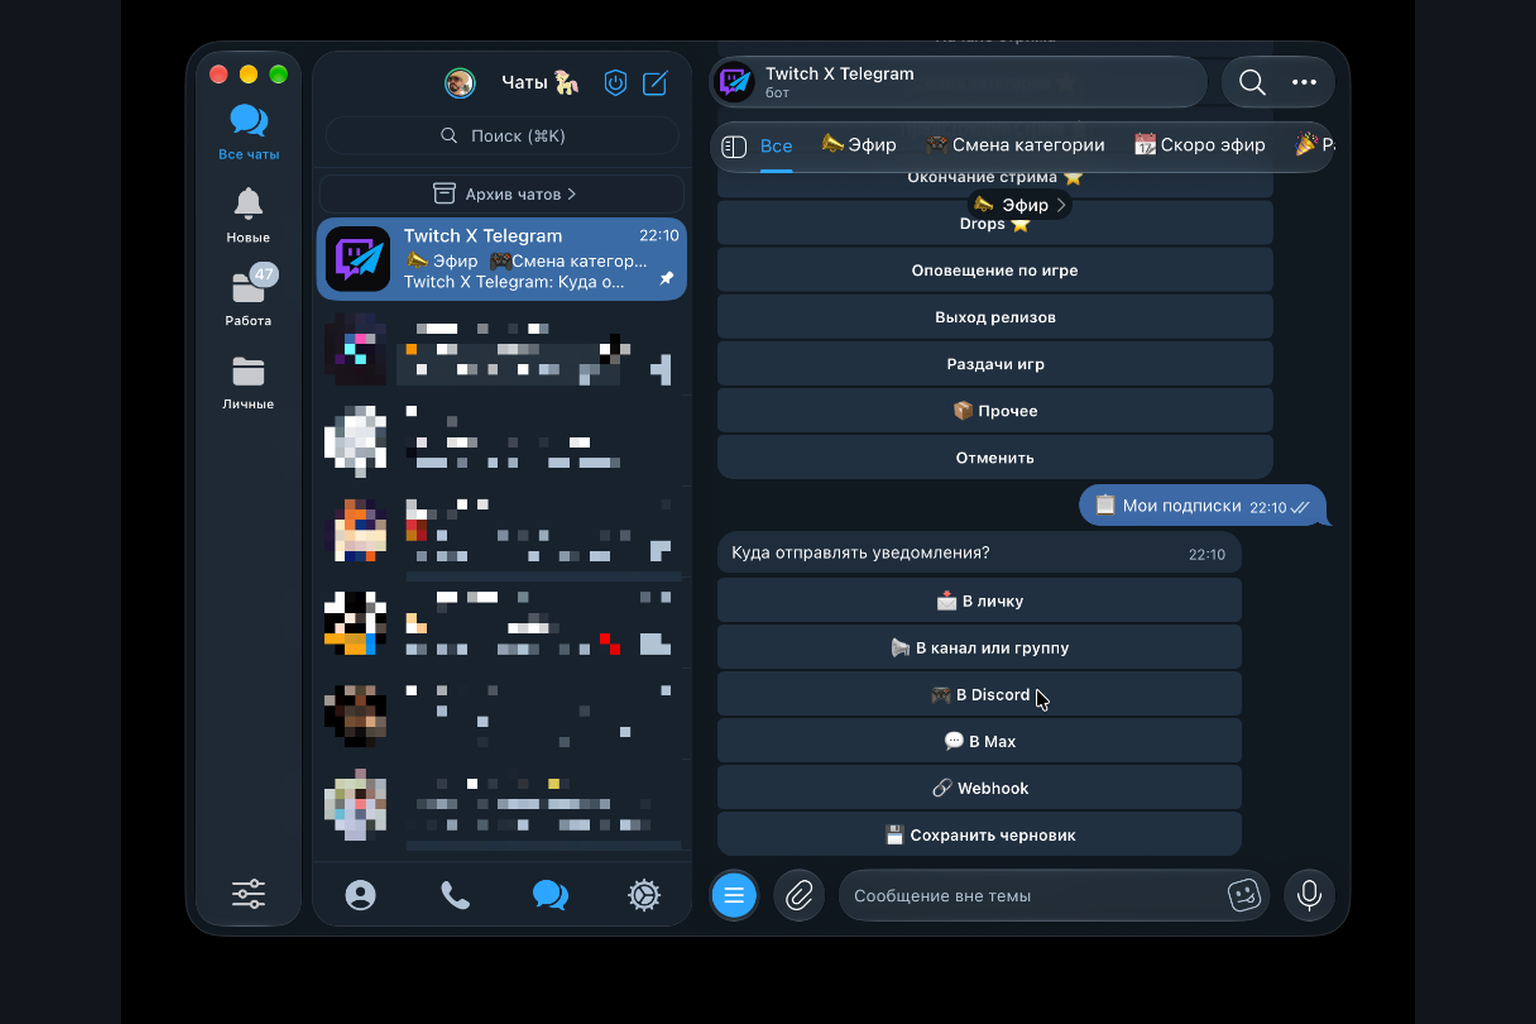 Все чаты
Новые
47
Работа
Личные
Чаты
Поиск (⌘K)
Архив чатов
Twitch X Telegram 22:10
Эфир Смена категор...
Twitch X Telegram: Куда о...
Twitch X Telegram
бот
Все Эфир Смена категории Скоро эфир
Окончание стрима
Эфир
Drops
Оповещение по игре
Выход релизов
Раздачи игр
Прочее
Отменить
Мои подписки 22:10
Куда отправлять уведомления? 22:10
В личку
В канал или группу
В Discord
В Max
Webhook
Сохранить черновик
Сообщение вне темы